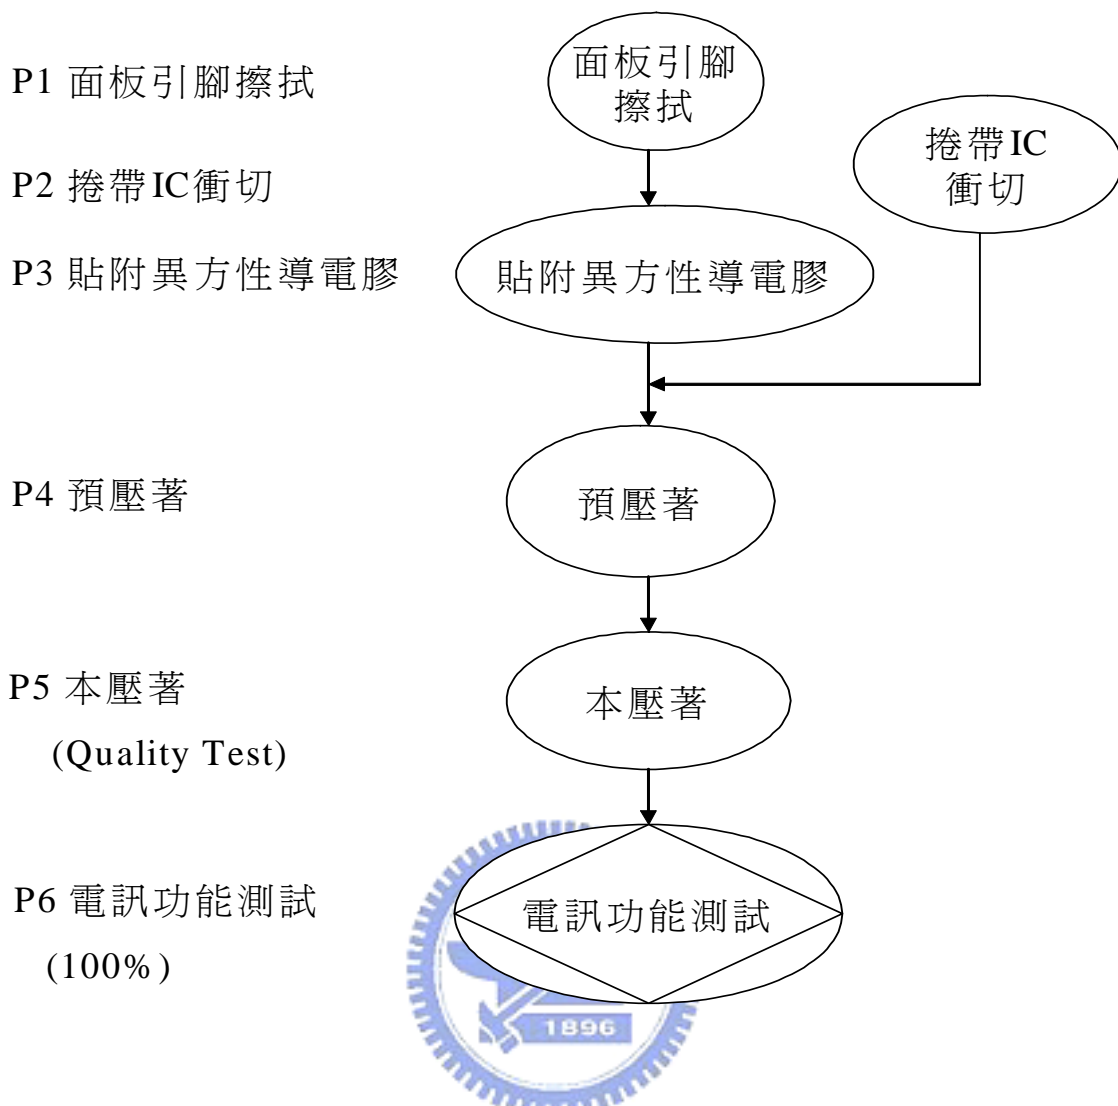 P1 面板引腳擦拭
P2 捲帶IC衝切
P3 貼附異方性導電膠
P4 預壓著
P5 本壓著
(Quality Test)
P6 電訊功能測試
(100%)
面板引腳
擦拭
捲帶IC
衝切
貼附異方性導電膠
預壓著
本壓著
電訊功能測試
1896